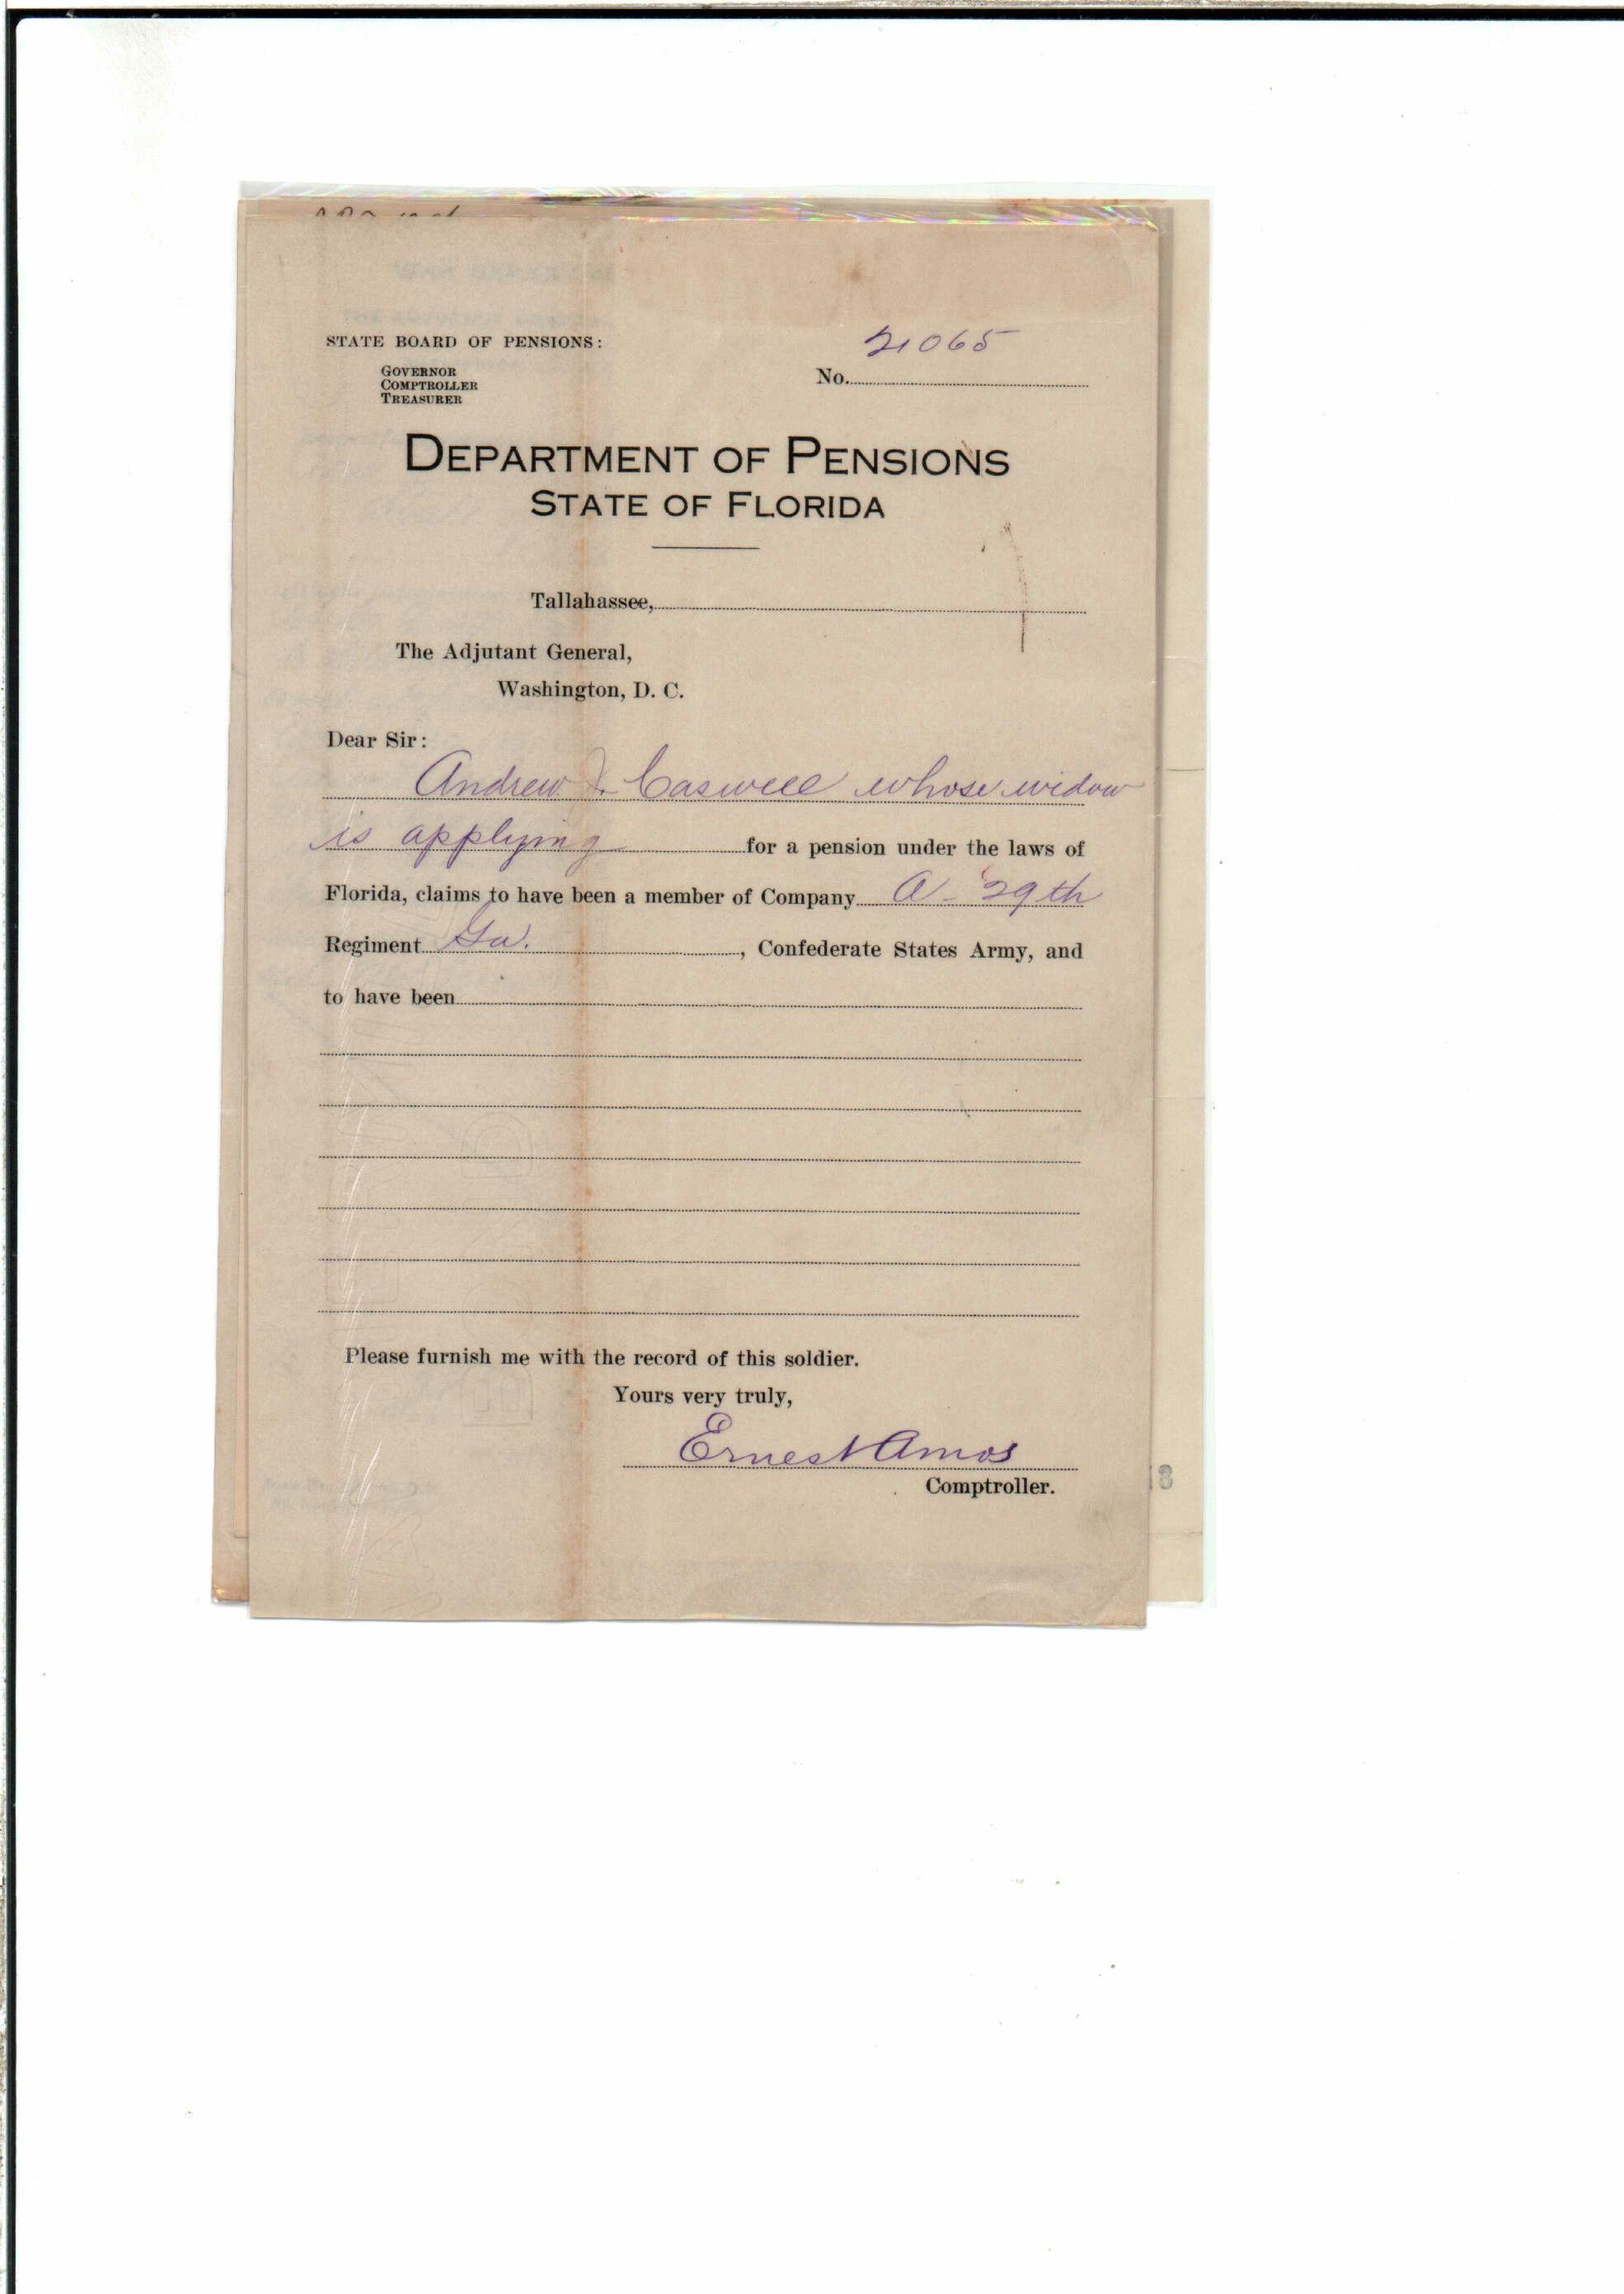 STATE BOARD OF PENSIONS:
GOVERNOR
COMPTROLLER
TREASURER
21065
No.
DEPARTMENT OF PENSIONS
STATE OF FLORIDA
Tallahassee,
The Adjutant General,
Washington, D. C.
Dear Sir:
Andrew Caswell whose widow
is applying for a pension under the laws of
Florida, claims to have been a member of Company A - 29th
Regiment Ga. , Confederate States Army, and
to have been
Please furnish me with the record of this soldier.
Yours very truly,
Ernest Amos
Comptroller.